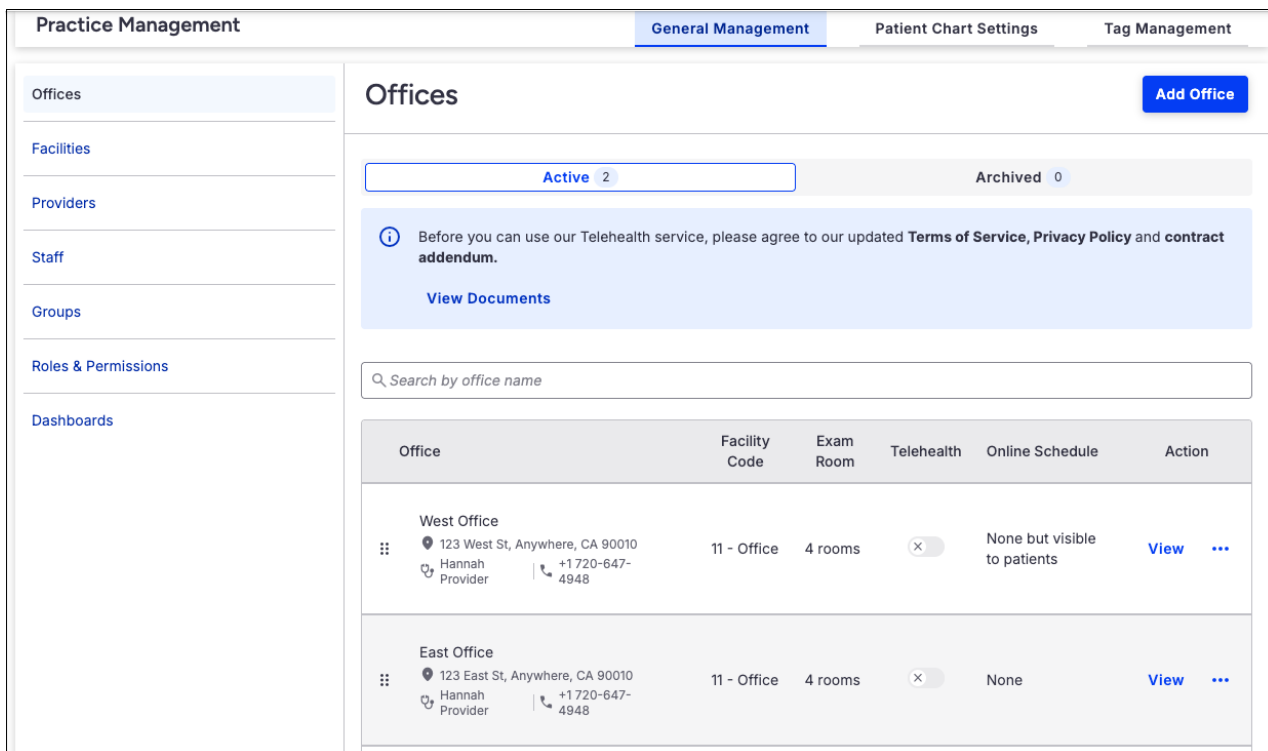 Practice Management
General Management
Patient Chart Settings
Tag Management
Offices
Facilities
Providers
Staff
Groups
Roles & Permissions
Dashboards
Offices
Add Office
Active 2
Archived 0
Before you can use our Telehealth service, please agree to our updated Terms of Service, Privacy Policy and contract
addendum.
View Documents
Search by office name
Office
Facility
Code
Exam
Room
Telehealth
Online Schedule
Action
West Office
123 West St, Anywhere, CA 90010
Hannah
Provider
+1 720-647-
4948
11 - Office
4 rooms
None but visible
to patients
View
East Office
123 East St, Anywhere, CA 90010
Hannah
Provider
+1 720-647-
4948
11 - Office
4 rooms
None
View